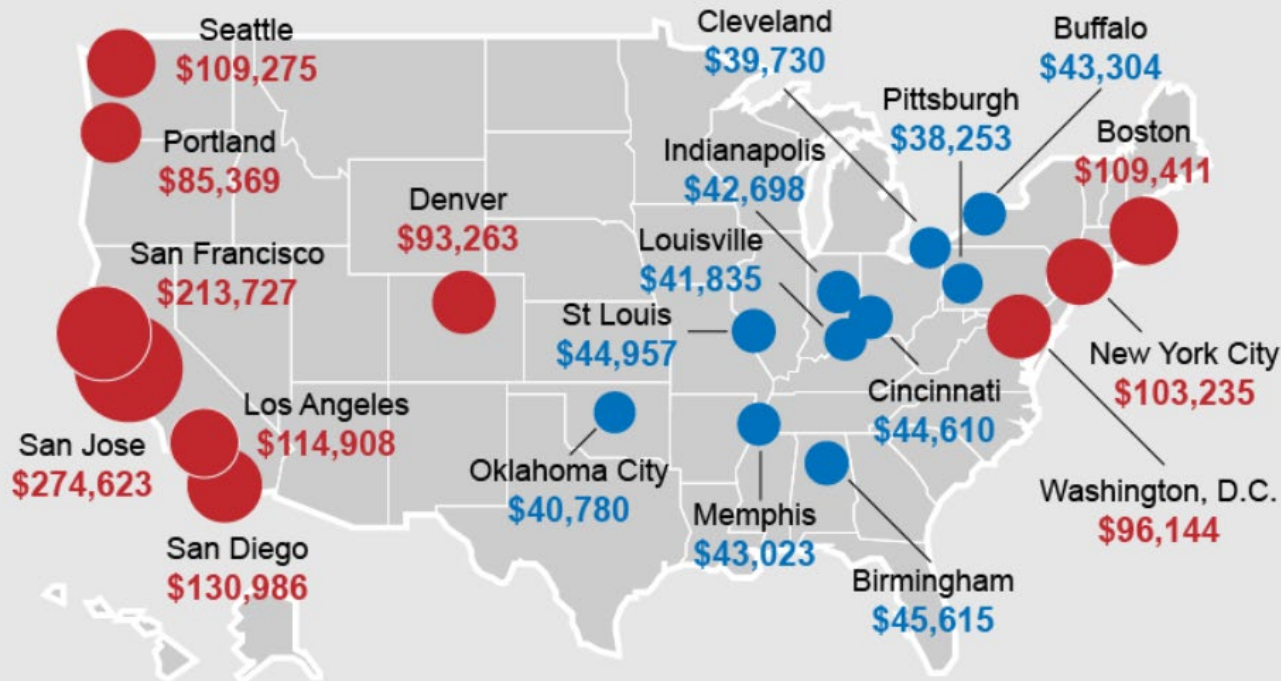 Seattle
$109,275
Portland
$85,369
San Francisco
$213,727
San Jose
$274,623
Los Angeles
$114,908
San Diego
$130,986
Denver
$93,263
Cleveland
$39,730
Buffalo
$43,304
Pittsburgh
$38,253
Boston
$109,411
Indianapolis
$42,698
Louisville
$41,835
St Louis
$44,957
Oklahoma City
$40,780
Memphis
$43,023
Cincinnati
$44,610
Birmingham
$45,615
New York City
$103,235
Washington, D.C.
$96,144